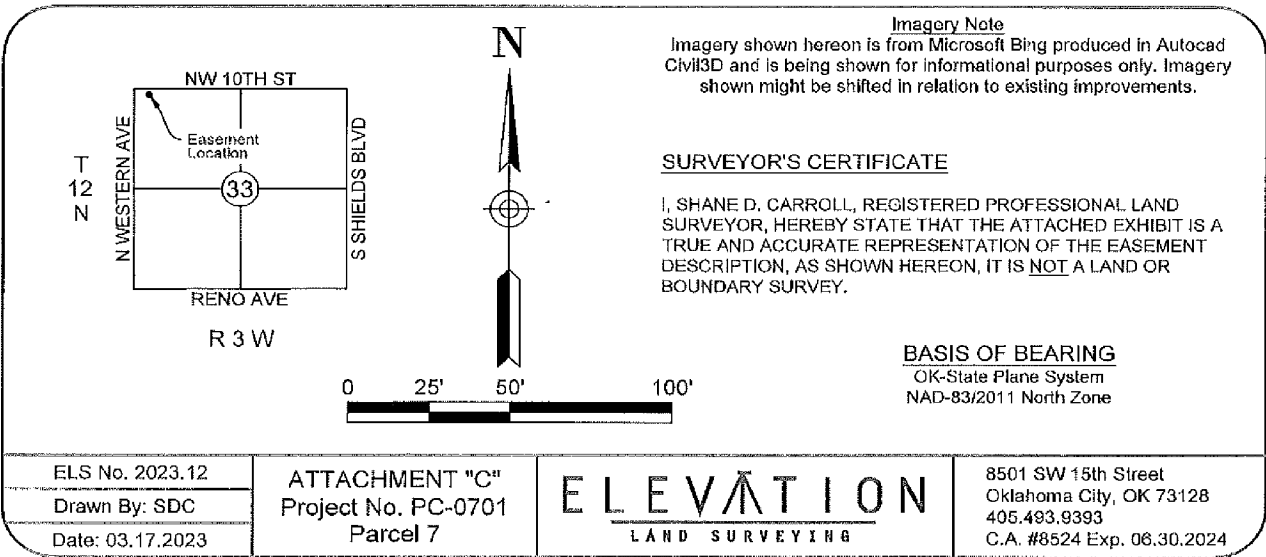 NW 10TH ST
N WESTERN AVE
Easement
Location
33
S SHIELDS BLVD
T
12
N
RENO AVE
R 3 W
N
0 25' 50' 100'
Imagery Note
Imagery shown hereon is from Microsoft Bing produced in Autocad
Civil3D and is being shown for informational purposes only. Imagery
shown might be shifted in relation to existing improvements.
SURVEYOR'S CERTIFICATE
I, SHANE D. CARROLL, REGISTERED PROFESSIONAL LAND
SURVEYOR, HEREBY STATE THAT THE ATTACHED EXHIBIT IS A
TRUE AND ACCURATE REPRESENTATION OF THE EASEMENT
DESCRIPTION, AS SHOWN HEREON, IT IS NOT A LAND OR
BOUNDARY SURVEY.
BASIS OF BEARING
OK-State Plane System
NAD-83/2011 North Zone
ELS No. 2023.12
Drawn By: SDC
Date: 03.17.2023
ATTACHMENT "C"
Project No. PC-0701
Parcel 7
ELEVATION
LAND SURVEYING
8501 SW 15th Street
Oklahoma City, OK 73128
405.493.9393
C.A. #8524 Exp. 06.30.2024